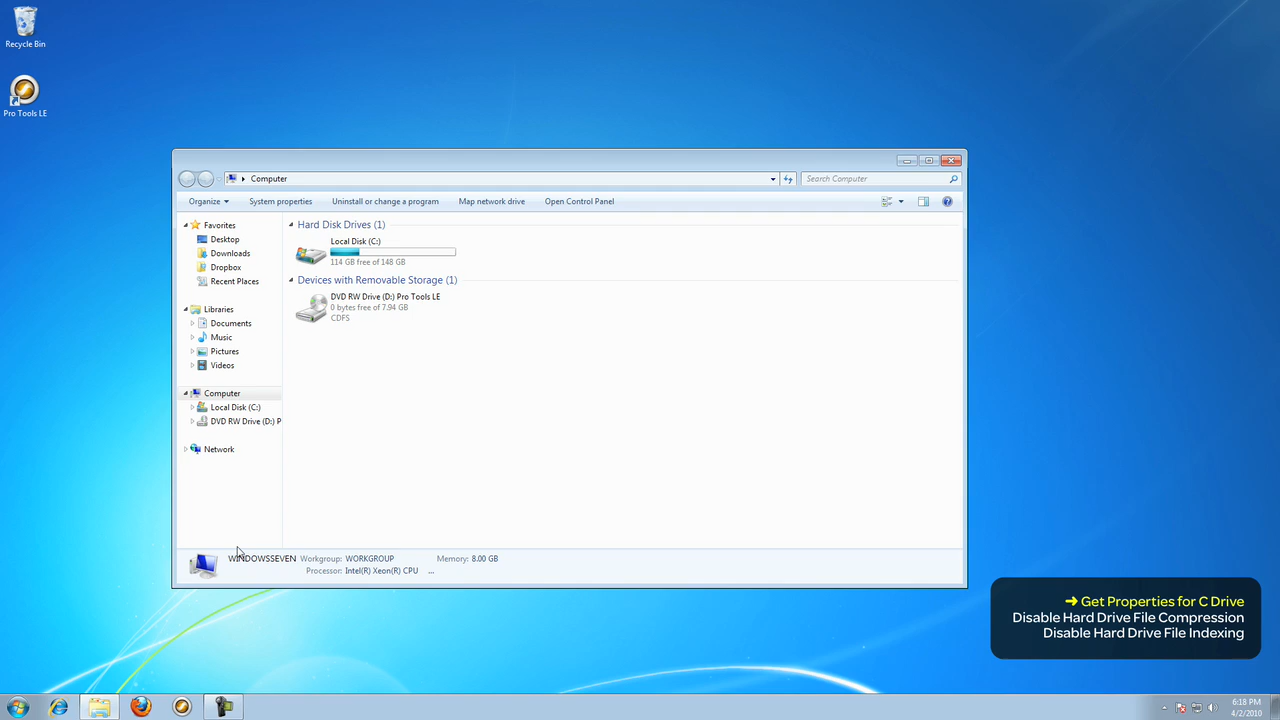 Recycle Bin
Pro Tools LE
Computer
Search Computer
Organize
System properties
Uninstall or change a program
Map network drive
Open Control Panel
Favorites
Desktop
Downloads
Dropbox
Recent Places
Libraries
Documents
Music
Pictures
Videos
Computer
Local Disk (C:)
DVD RW Drive (D:) P
Network
Hard Disk Drives (1)
Local Disk (C:)
114 GB free of 148 GB
Devices with Removable Storage (1)
DVD RW Drive (D:) Pro Tools LE
0 bytes free of 7.94 GB
CDFS
WINDOWSSEVEN Workgroup: WORKGROUP Memory: 8.00 GB
Processor: Intel(R) Xeon(R) CPU ...
➜ Get Properties for C Drive
Disable Hard Drive File Compression
Disable Hard Drive File Indexing
6:18 PM
4/2/2010